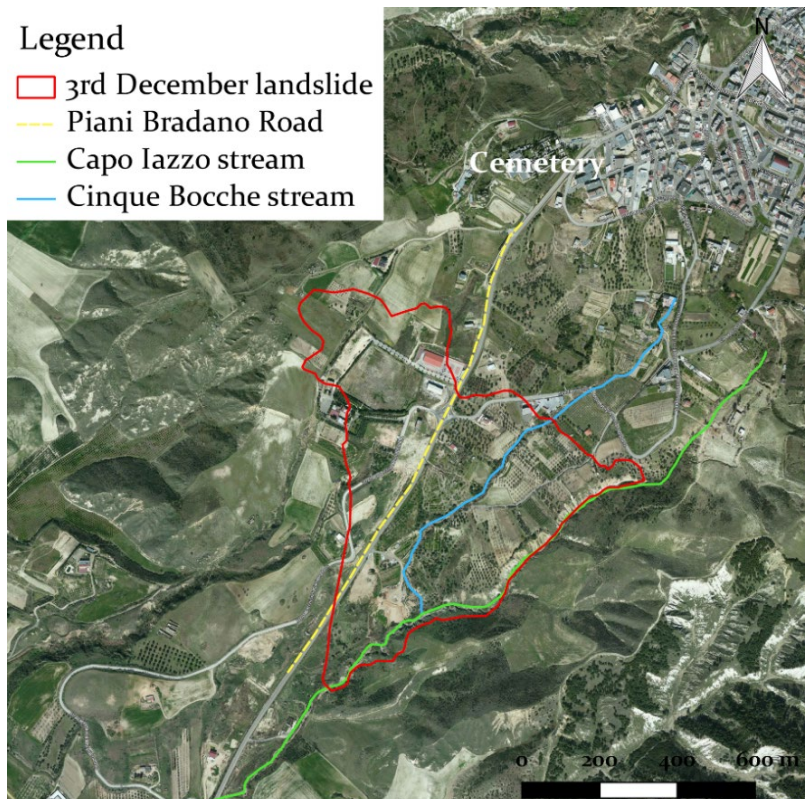 Legend
3rd December landslide
Piani Bradano Road
Capo Iazzo stream
Cinque Bocche stream
N
Cemetery
0 200 400 600 m